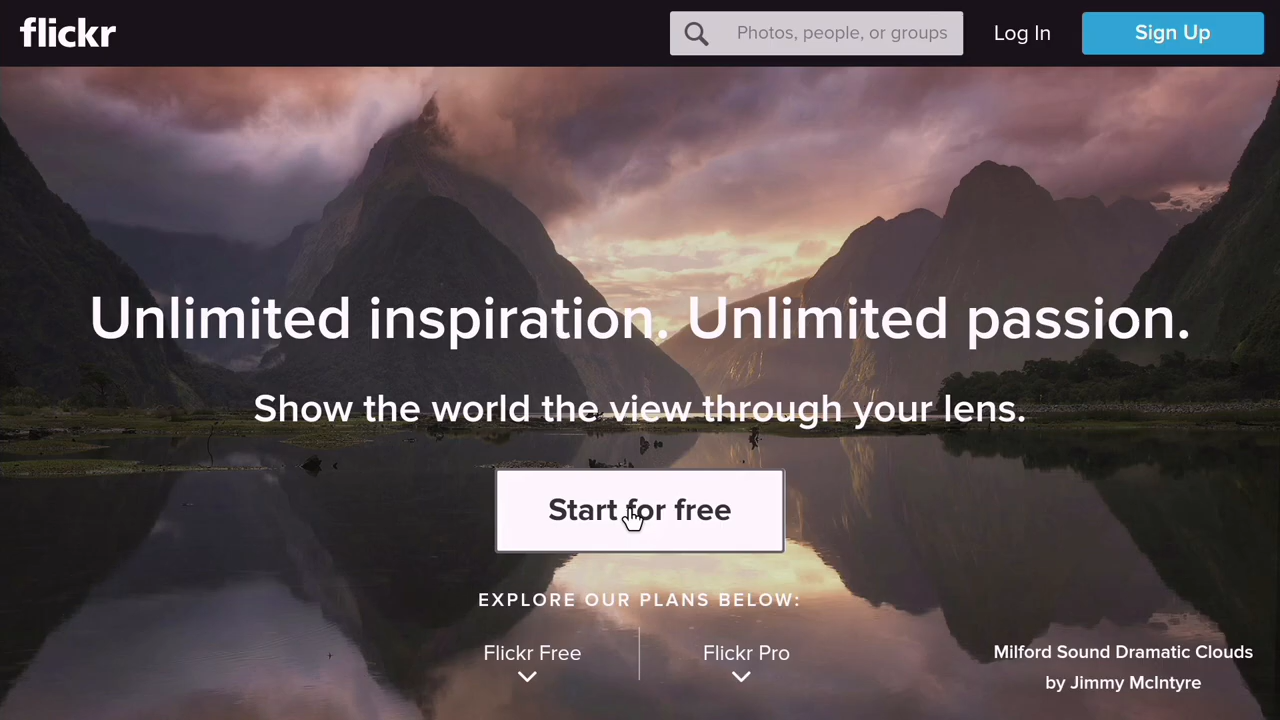 flickr
Photos, people, or groups
Log In
Sign Up
Unlimited inspiration. Unlimited passion.
Show the world the view through your lens.
Start for free
EXPLORE OUR PLANS BELOW:
Flickr Free
Flickr Pro
Milford Sound Dramatic Clouds
by Jimmy McIntyre